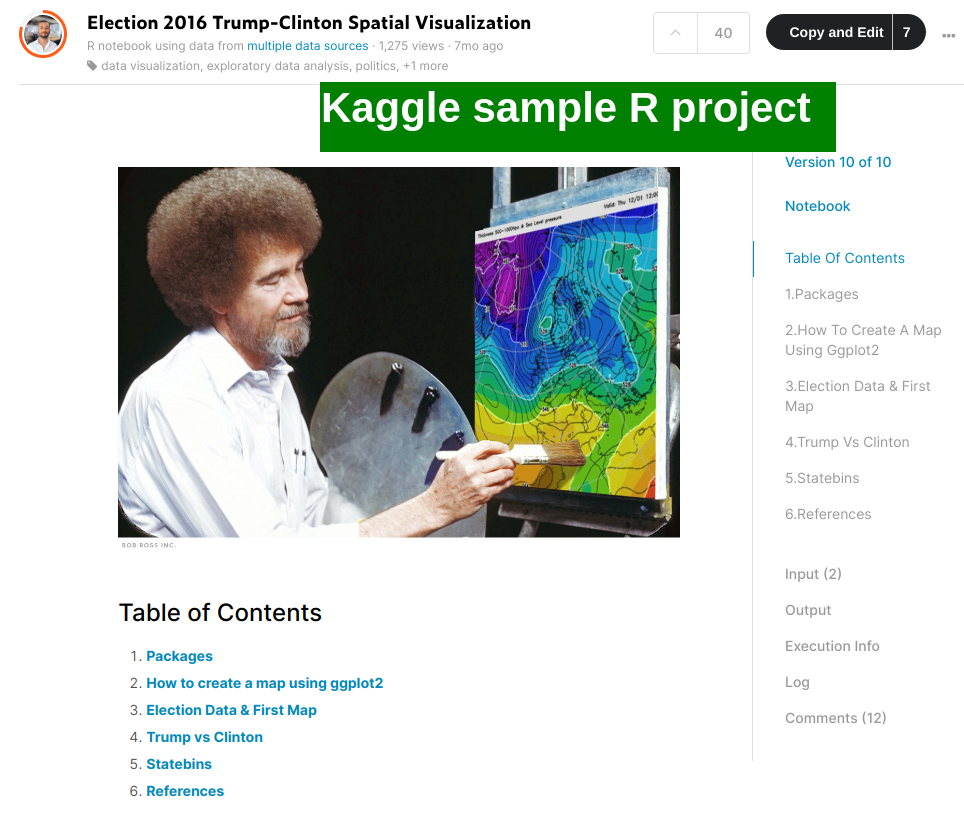 Election 2016 Trump-Clinton Spatial Visualization
R notebook using data from multiple data sources · 1,275 views · 7mo ago
data visualization, exploratory data analysis, politics, +1 more
40
Copy and Edit 7
Kaggle sample R project
Thickness 500-1000hpa & Sea Level pressure
Valid: Thu 12/01 12:00
BOB ROSS INC.
Table of Contents
1. Packages
2. How to create a map using ggplot2
3. Election Data & First Map
4. Trump vs Clinton
5. Statebins
6. References
Version 10 of 10
Notebook
Table Of Contents
1.Packages
2.How To Create A Map
Using Ggplot2
3.Election Data & First
Map
4.Trump Vs Clinton
5.Statebins
6.References
Input (2)
Output
Execution Info
Log
Comments (12)